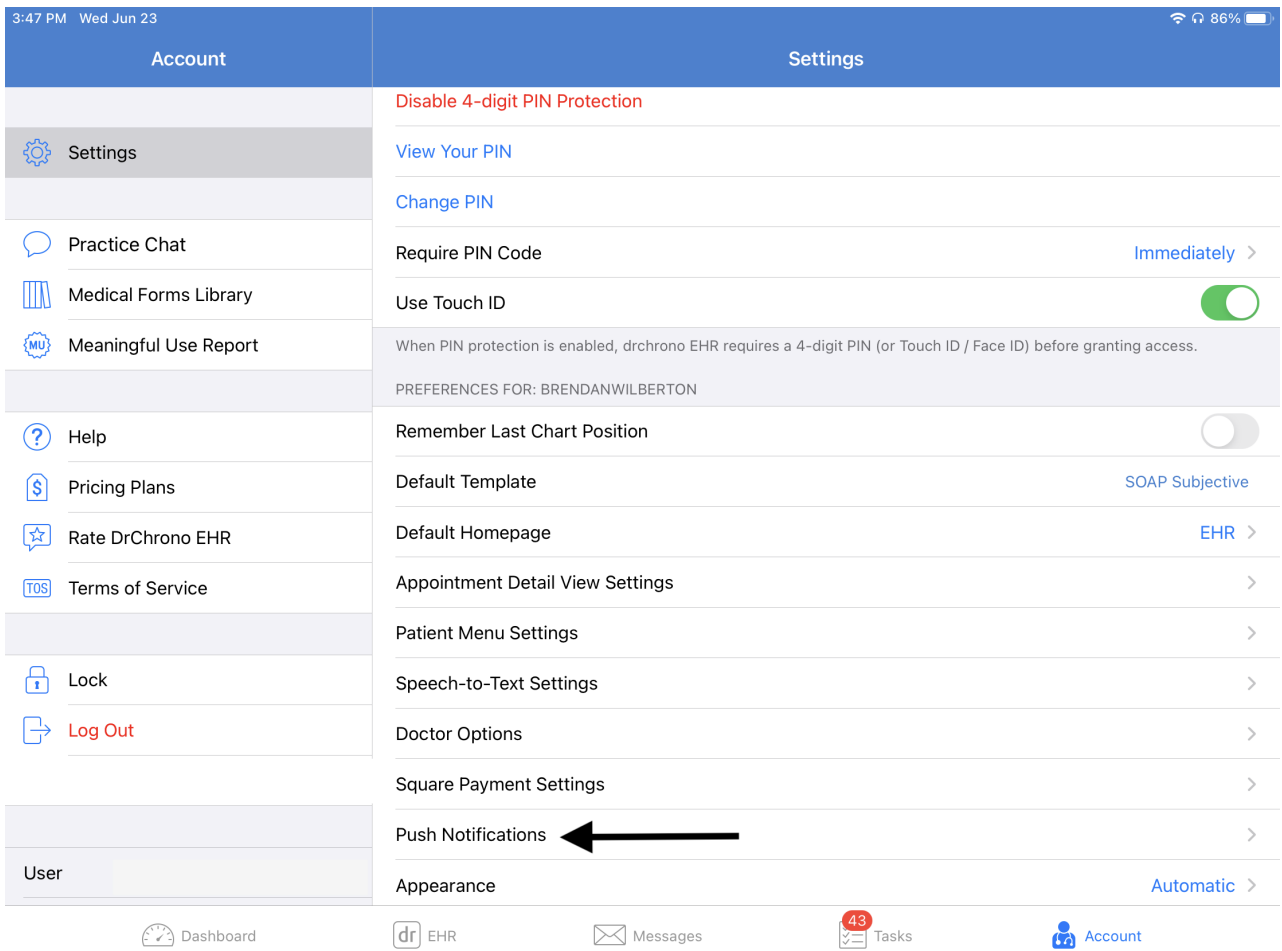 3:47 PM Wed Jun 23
86%
Account
Settings
Settings
Practice Chat
Medical Forms Library
MU
Meaningful Use Report
?
Help
$
Pricing Plans
Rate DrChrono EHR
TOS
Terms of Service
Lock
Log Out
User
Disable 4-digit PIN Protection
View Your PIN
Change PIN
Require PIN Code Immediately
Use Touch ID
When PIN protection is enabled, drchrono EHR requires a 4-digit PIN (or Touch ID / Face ID) before granting access.
PREFERENCES FOR: BRENDANWILBERTON
Remember Last Chart Position
Default Template SOAP Subjective
Default Homepage EHR
Appointment Detail View Settings
Patient Menu Settings
Speech-to-Text Settings
Doctor Options
Square Payment Settings
Push Notifications
Appearance Automatic
Dashboard
dr EHR
Messages
43
Tasks
Account